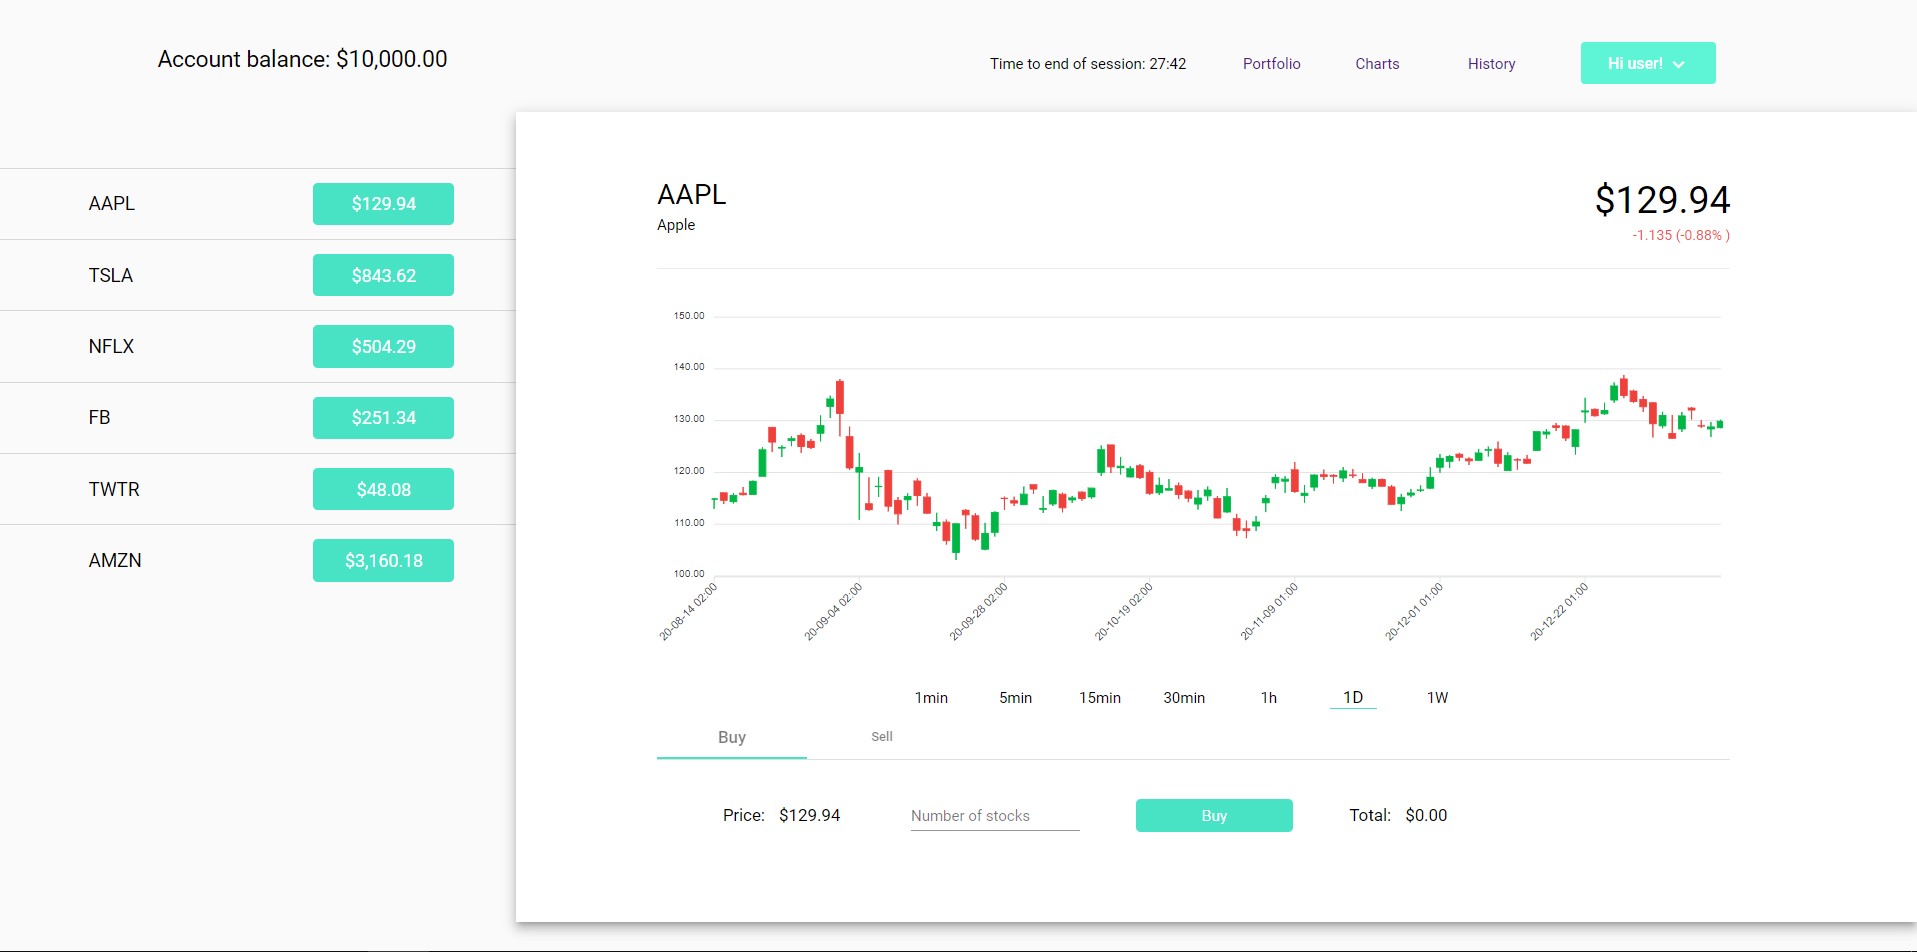 Account balance: $10,000.00
Time to end of session: 27:42
Portfolio
Charts
History
Hi user!
AAPL $129.94
TSLA $843.62
NFLX $504.29
FB $251.34
TWTR $48.08
AMZN $3,160.18
AAPL
Apple
$129.94
-1.135 (-0.88% )
150.00
140.00
130.00
120.00
110.00
100.00
20-08-14 02:00
20-09-04 02:00
20-09-28 02:00
20-10-19 02:00
20-11-09 01:00
20-12-01 01:00
20-12-22 01:00
1min 5min 15min 30min 1h 1D 1W
Buy Sell
Price: $129.94 Number of stocks Buy Total: $0.00